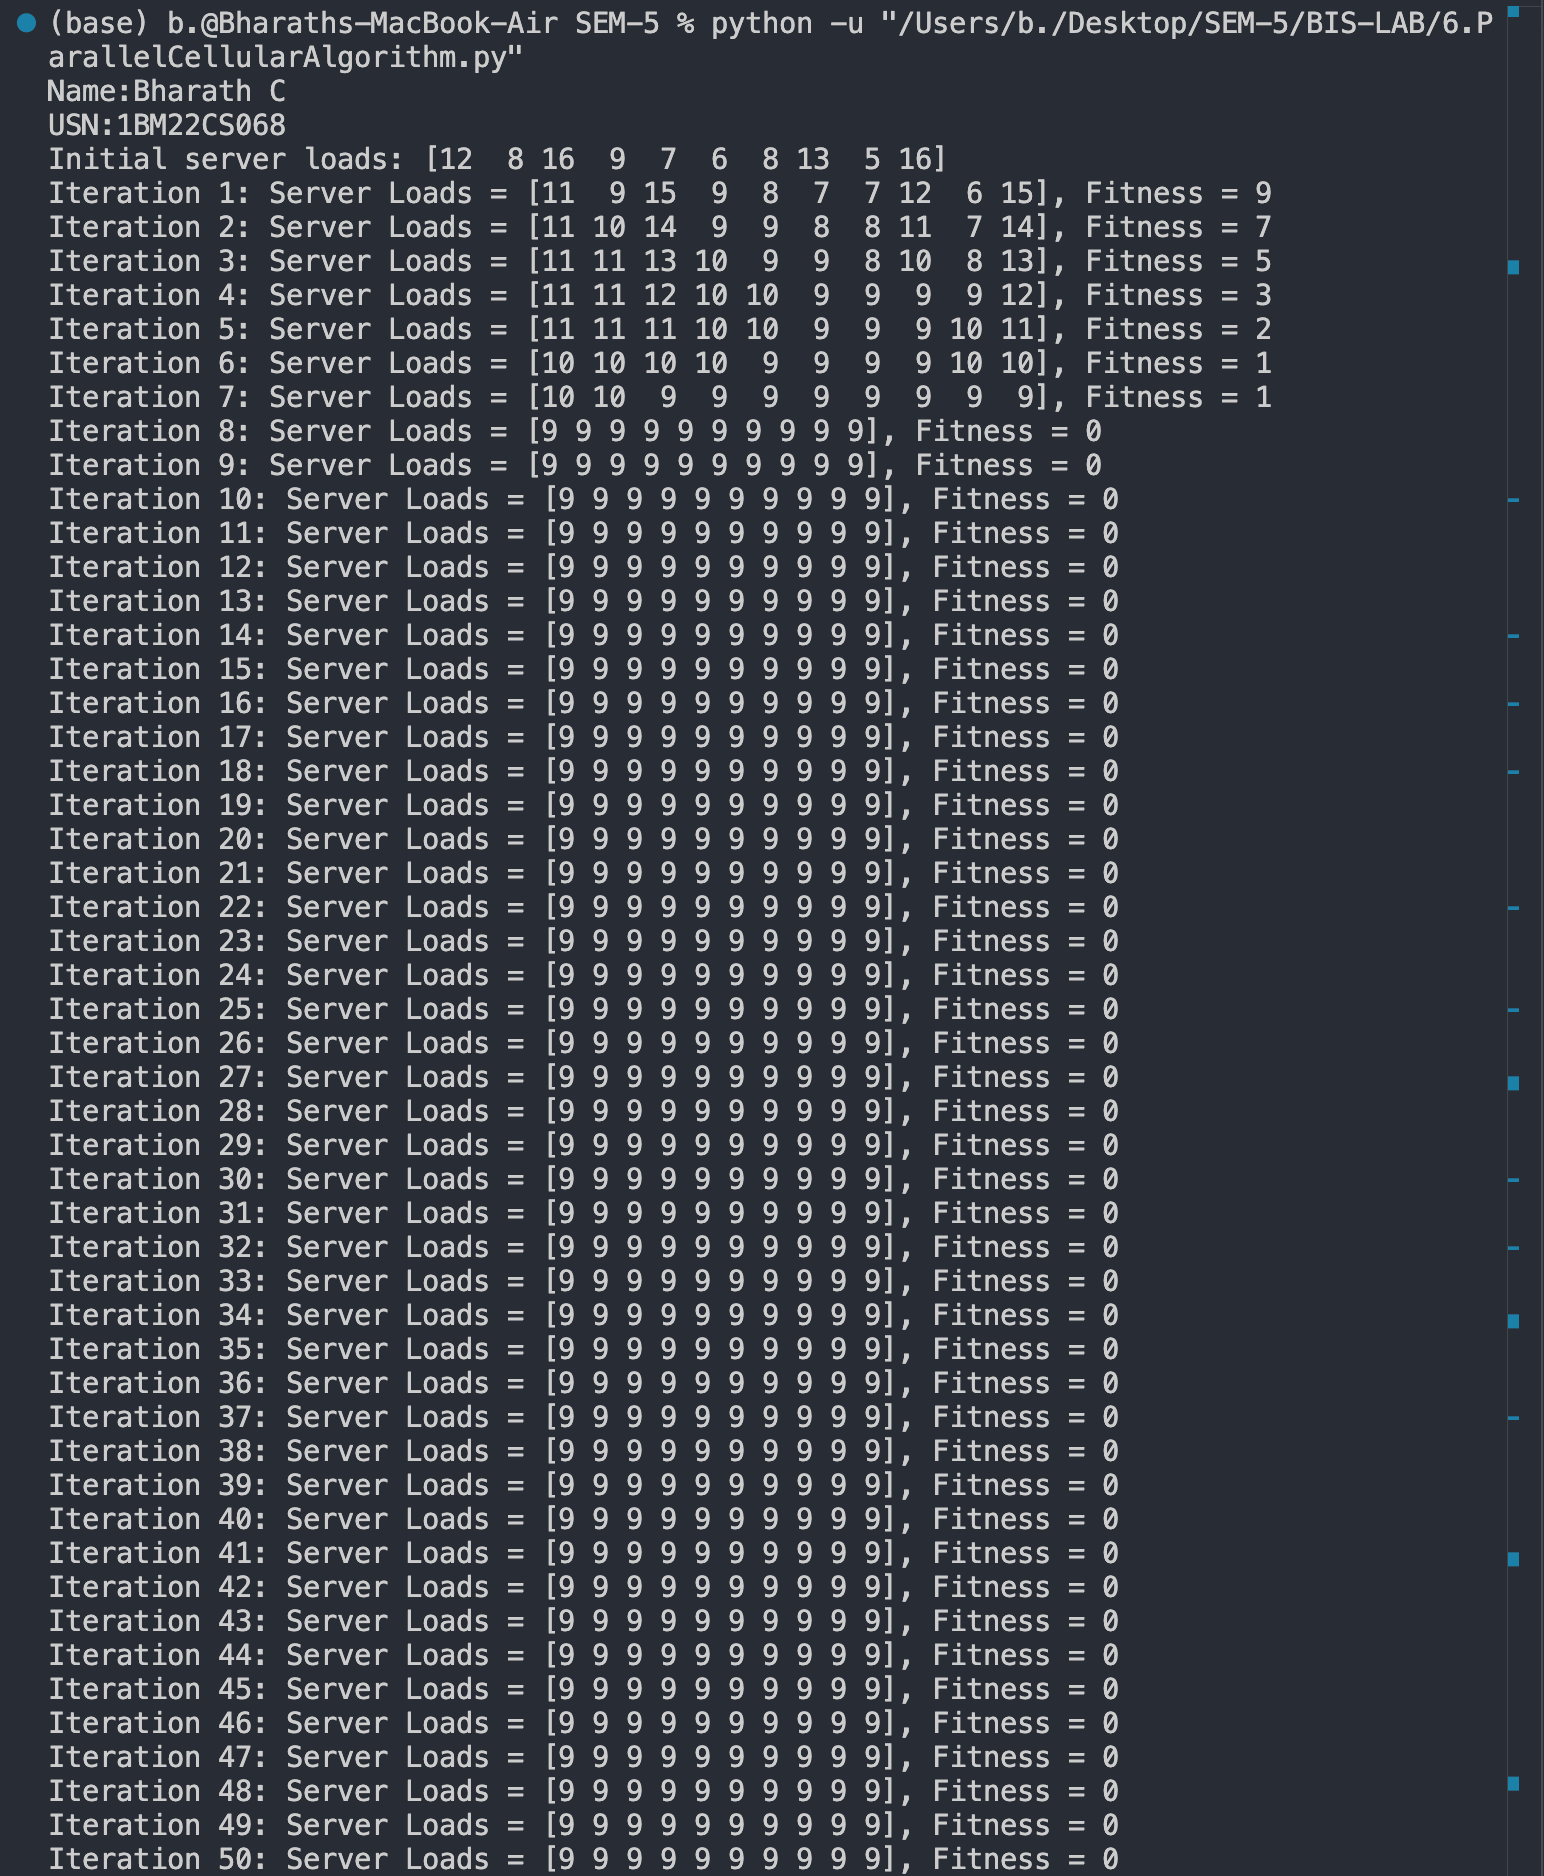 (base) b.@Bharaths-MacBook-Air SEM-5 % python -u "/Users/b./Desktop/SEM-5/BIS-LAB/6.P
arallelCellularAlgorithm.py"
Name:Bharath C
USN:1BM22CS068
Initial server loads: [12  8 16  9  7  6  8 13  5 16]
Iteration 1: Server Loads = [11  9 15  9  8  7  7 12  6 15], Fitness = 9
Iteration 2: Server Loads = [11 10 14  9  9  8  8 11  7 14], Fitness = 7
Iteration 3: Server Loads = [11 11 13 10  9  9  8 10  8 13], Fitness = 5
Iteration 4: Server Loads = [11 11 12 10 10  9  9  9  9 12], Fitness = 3
Iteration 5: Server Loads = [11 11 11 10 10  9  9  9 10 11], Fitness = 2
Iteration 6: Server Loads = [10 10 10 10  9  9  9  9 10 10], Fitness = 1
Iteration 7: Server Loads = [10 10  9  9  9  9  9  9  9  9], Fitness = 1
Iteration 8: Server Loads = [9 9 9 9 9 9 9 9 9 9], Fitness = 0
Iteration 9: Server Loads = [9 9 9 9 9 9 9 9 9 9], Fitness = 0
Iteration 10: Server Loads = [9 9 9 9 9 9 9 9 9 9], Fitness = 0
Iteration 11: Server Loads = [9 9 9 9 9 9 9 9 9 9], Fitness = 0
Iteration 12: Server Loads = [9 9 9 9 9 9 9 9 9 9], Fitness = 0
Iteration 13: Server Loads = [9 9 9 9 9 9 9 9 9 9], Fitness = 0
Iteration 14: Server Loads = [9 9 9 9 9 9 9 9 9 9], Fitness = 0
Iteration 15: Server Loads = [9 9 9 9 9 9 9 9 9 9], Fitness = 0
Iteration 16: Server Loads = [9 9 9 9 9 9 9 9 9 9], Fitness = 0
Iteration 17: Server Loads = [9 9 9 9 9 9 9 9 9 9], Fitness = 0
Iteration 18: Server Loads = [9 9 9 9 9 9 9 9 9 9], Fitness = 0
Iteration 19: Server Loads = [9 9 9 9 9 9 9 9 9 9], Fitness = 0
Iteration 20: Server Loads = [9 9 9 9 9 9 9 9 9 9], Fitness = 0
Iteration 21: Server Loads = [9 9 9 9 9 9 9 9 9 9], Fitness = 0
Iteration 22: Server Loads = [9 9 9 9 9 9 9 9 9 9], Fitness = 0
Iteration 23: Server Loads = [9 9 9 9 9 9 9 9 9 9], Fitness = 0
Iteration 24: Server Loads = [9 9 9 9 9 9 9 9 9 9], Fitness = 0
Iteration 25: Server Loads = [9 9 9 9 9 9 9 9 9 9], Fitness = 0
Iteration 26: Server Loads = [9 9 9 9 9 9 9 9 9 9], Fitness = 0
Iteration 27: Server Loads = [9 9 9 9 9 9 9 9 9 9], Fitness = 0
Iteration 28: Server Loads = [9 9 9 9 9 9 9 9 9 9], Fitness = 0
Iteration 29: Server Loads = [9 9 9 9 9 9 9 9 9 9], Fitness = 0
Iteration 30: Server Loads = [9 9 9 9 9 9 9 9 9 9], Fitness = 0
Iteration 31: Server Loads = [9 9 9 9 9 9 9 9 9 9], Fitness = 0
Iteration 32: Server Loads = [9 9 9 9 9 9 9 9 9 9], Fitness = 0
Iteration 33: Server Loads = [9 9 9 9 9 9 9 9 9 9], Fitness = 0
Iteration 34: Server Loads = [9 9 9 9 9 9 9 9 9 9], Fitness = 0
Iteration 35: Server Loads = [9 9 9 9 9 9 9 9 9 9], Fitness = 0
Iteration 36: Server Loads = [9 9 9 9 9 9 9 9 9 9], Fitness = 0
Iteration 37: Server Loads = [9 9 9 9 9 9 9 9 9 9], Fitness = 0
Iteration 38: Server Loads = [9 9 9 9 9 9 9 9 9 9], Fitness = 0
Iteration 39: Server Loads = [9 9 9 9 9 9 9 9 9 9], Fitness = 0
Iteration 40: Server Loads = [9 9 9 9 9 9 9 9 9 9], Fitness = 0
Iteration 41: Server Loads = [9 9 9 9 9 9 9 9 9 9], Fitness = 0
Iteration 42: Server Loads = [9 9 9 9 9 9 9 9 9 9], Fitness = 0
Iteration 43: Server Loads = [9 9 9 9 9 9 9 9 9 9], Fitness = 0
Iteration 44: Server Loads = [9 9 9 9 9 9 9 9 9 9], Fitness = 0
Iteration 45: Server Loads = [9 9 9 9 9 9 9 9 9 9], Fitness = 0
Iteration 46: Server Loads = [9 9 9 9 9 9 9 9 9 9], Fitness = 0
Iteration 47: Server Loads = [9 9 9 9 9 9 9 9 9 9], Fitness = 0
Iteration 48: Server Loads = [9 9 9 9 9 9 9 9 9 9], Fitness = 0
Iteration 49: Server Loads = [9 9 9 9 9 9 9 9 9 9], Fitness = 0
Iteration 50: Server Loads = [9 9 9 9 9 9 9 9 9 9], Fitness = 0